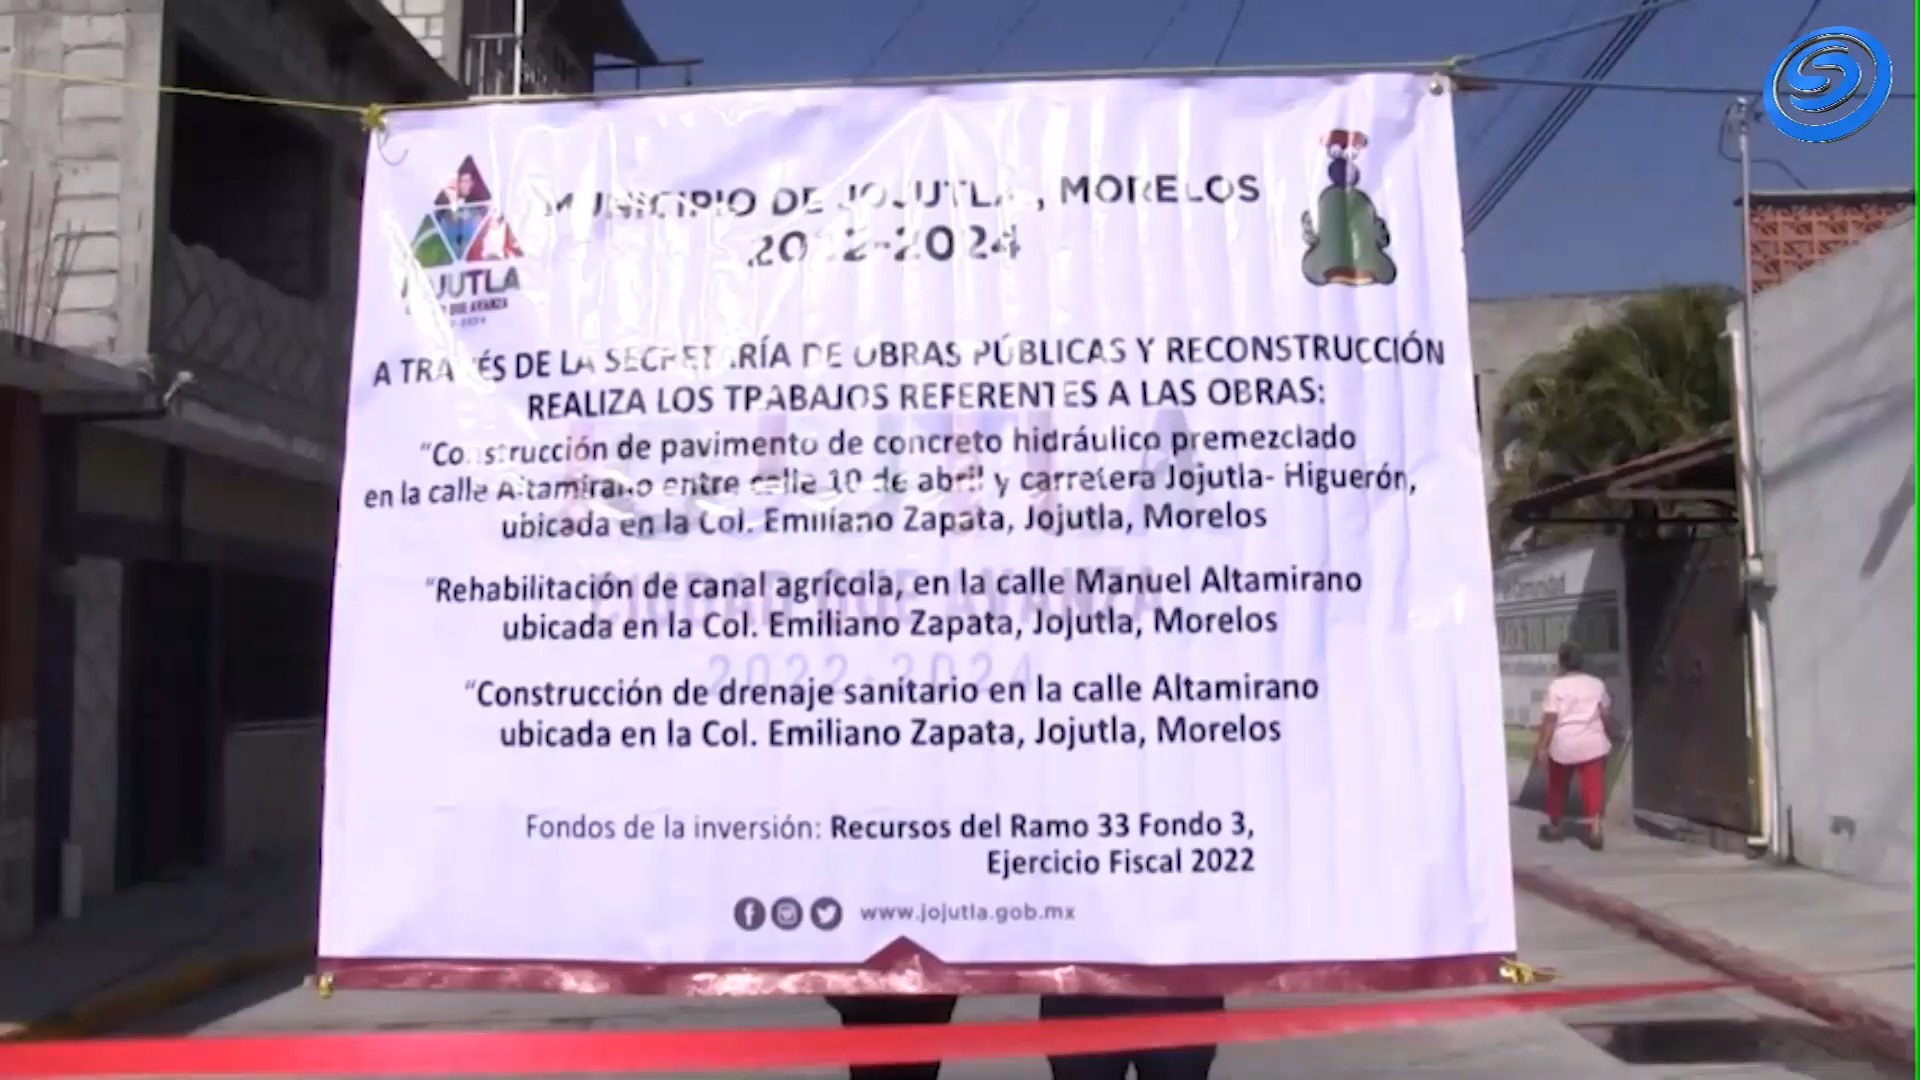 MUNICIPIO DE JOJUTLA, MORELOS
2022-2024
JOJUTLA
QUE AVANZA
A TRAVÉS DE LA SECRETARÍA DE OBRAS PÚBLICAS Y RECONSTRUCCIÓN
REALIZA LOS TRABAJOS REFERENTES A LAS OBRAS:
"Construcción de pavimento de concreto hidráulico premezclado
en la calle Altamirano entre calle 10 de abril y carretera Jojutla- Higuerón,
ubicada en la Col. Emiliano Zapata, Jojutla, Morelos
"Rehabilitación de canal agrícola, en la calle Manuel Altamirano
ubicada en la Col. Emiliano Zapata, Jojutla, Morelos
"Construcción de drenaje sanitario en la calle Altamirano
ubicada en la Col. Emiliano Zapata, Jojutla, Morelos
Fondos de la inversión: Recursos del Ramo 33 Fondo 3,
Ejercicio Fiscal 2022
www.jojutla.gob.mx